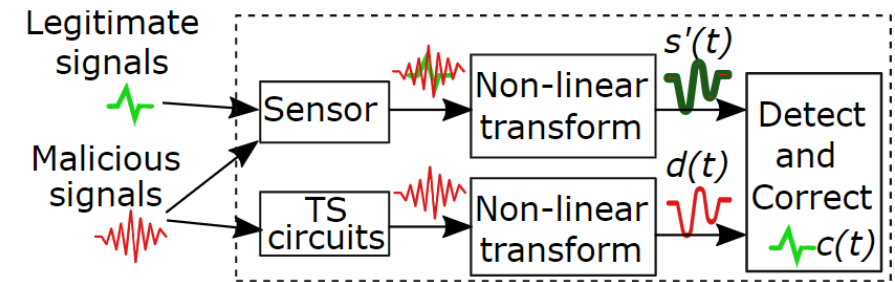 Legitimate
signals
Malicious
signals
Sensor
TS
circuits
Non-linear
transform
Non-linear
transform
s'(t)
d(t)
Detect
and
Correct
c(t)